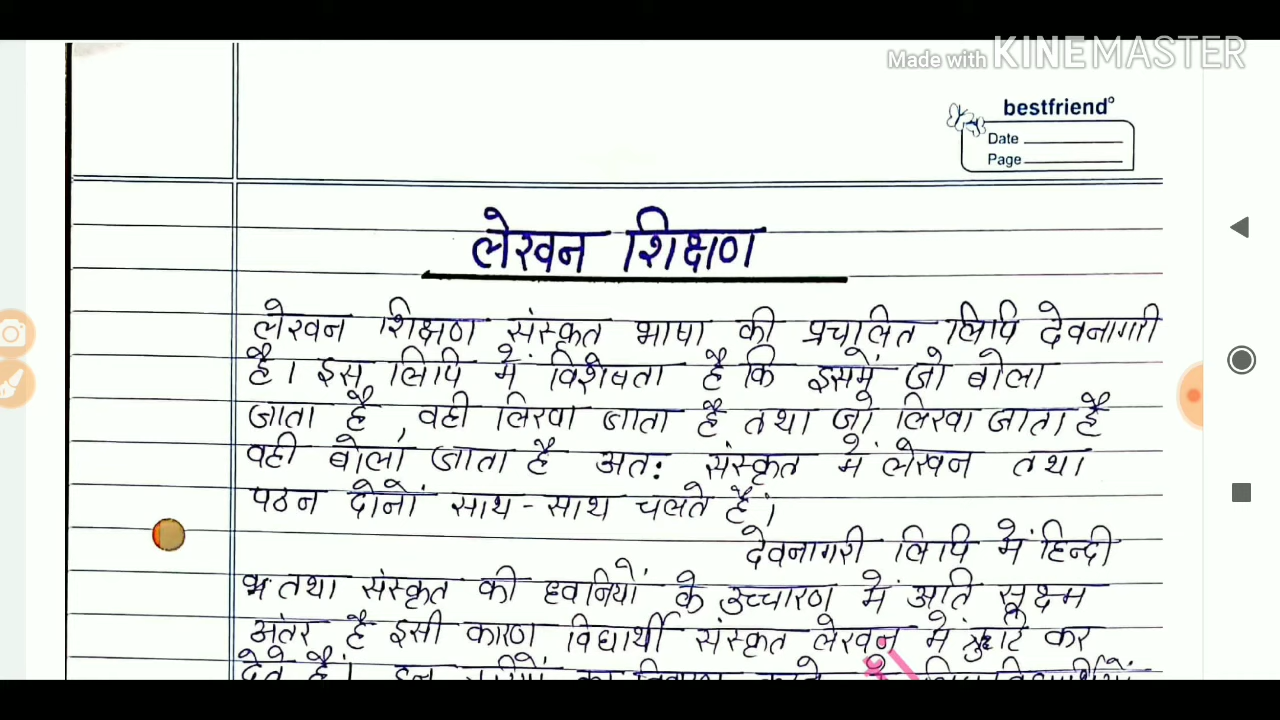 Made with KINEMASTER
bestfriend
Date
Page
लेखन शिक्षण
लेखन शिक्षण संस्कृत भाषा की प्रचालित लिपि देवनागरी
है। इस लिपि में विशेषता है कि इसमें जो बोला
जाता है, वही लिखा जाता है तथा जो लिखा जाता है
वही बोला जाता है अतः संस्कृत में लेखन तथा
पठन दोनों साथ-साथ चलते हैं।
देवनागरी लिपि में हिन्दी
तथा संस्कृत की ध्वनियों के उच्चारण में अति सूक्ष्म
अंतर है इसी कारण विद्यार्थी संस्कृत लेखन में त्रुटि कर
देते हैं।